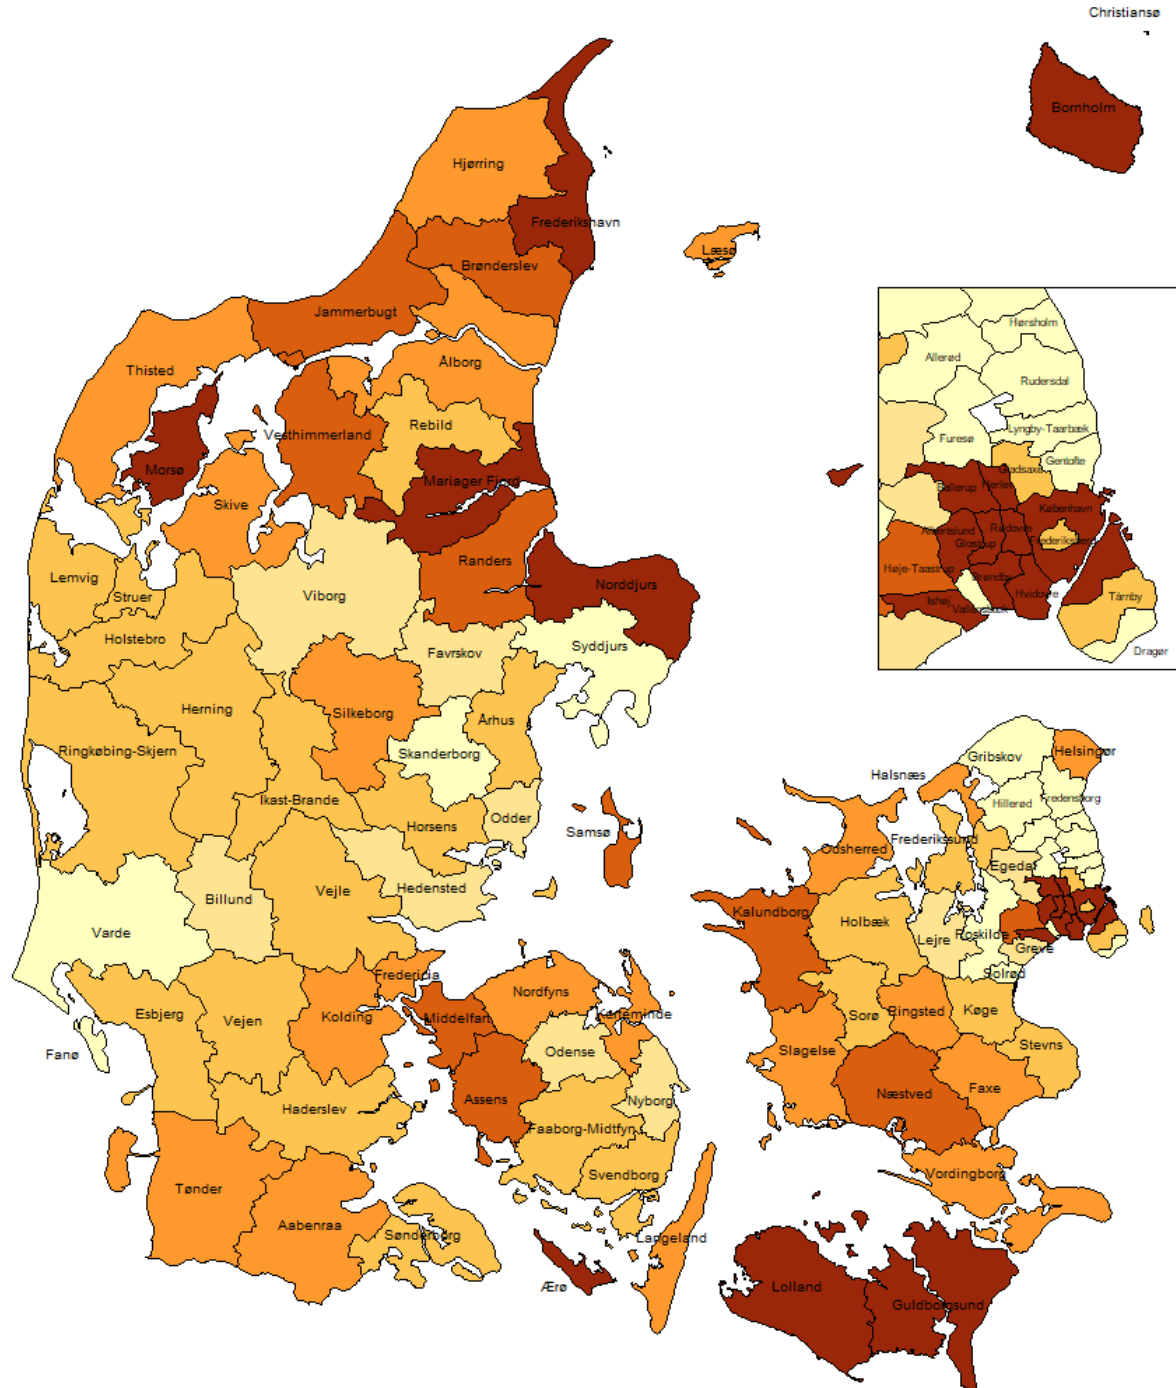 Christiansø
Bornholm
Hjørring
Frederikshavn
Læsø
Brønderslev
Jammerbugt
Thisted
Ålborg
Vesthimmerland
Rebild
Morsø
Mariager Fjord
Skive
Randers
Norddjurs
Lemvig
Struer
Viborg
Holstebro
Favrskov
Syddjurs
Herning
Silkeborg
Århus
Ringkøbing-Skjern
Skanderborg
Ikast-Brande
Horsens
Odder
Samsø
Hedensted
Billund
Vejle
Varde
Fredericia
Esbjerg
Vejen
Kolding
Fanø
Haderslev
Tønder
Aabenraa
Sønderborg
Nordfyns
Middelfart
Kerteminde
Odense
Assens
Nyborg
Faaborg-Midtfyn
Svendborg
Langeland
Ærø
Hørsholm
Allerød
Rudersdal
Furesø
Lyngby-Taarbæk
Gentofte
Gladsaxe
Ballerup
Herlev
København
Albertslund
Rødovre
Glostrup
Frederiksberg
Høje-Taastrup
Brøndby
Hvidovre
Ishøj
Vallensbæk
Tårnby
Dragør
Gribskov
Helsingør
Halsnæs
Hillerød
Fredensborg
Frederikssund
Odsherred
Egedal
Kalundborg
Holbæk
Roskilde
Lejre
Greve
Solrød
Sorø
Ringsted
Køge
Stevns
Slagelse
Næstved
Faxe
Vordingborg
Lolland
Guldborgsund